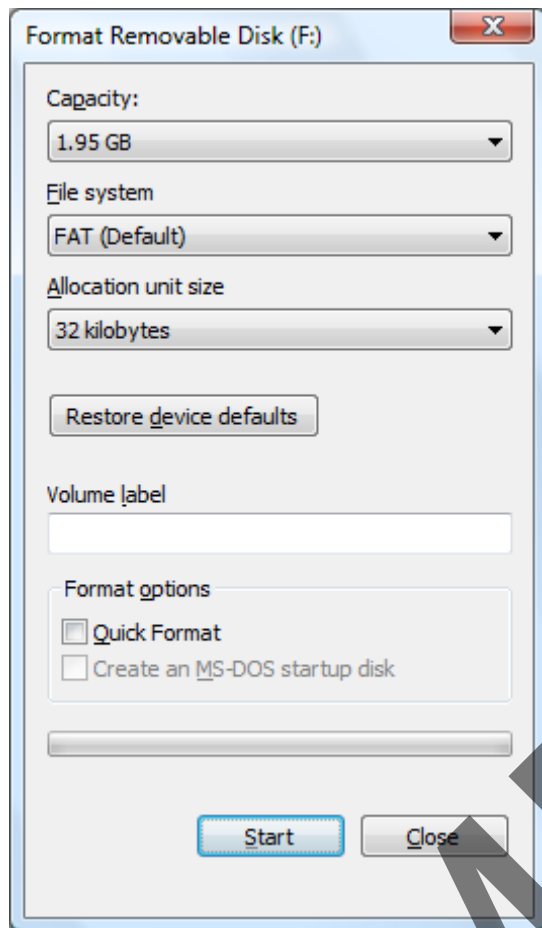 Format Removable Disk (F:)
Capacity:
1.95 GB
File system
FAT (Default)
Allocation unit size
32 kilobytes
Restore device defaults
Volume label
Format options
Quick Format
Create an MS-DOS startup disk
Start
Close